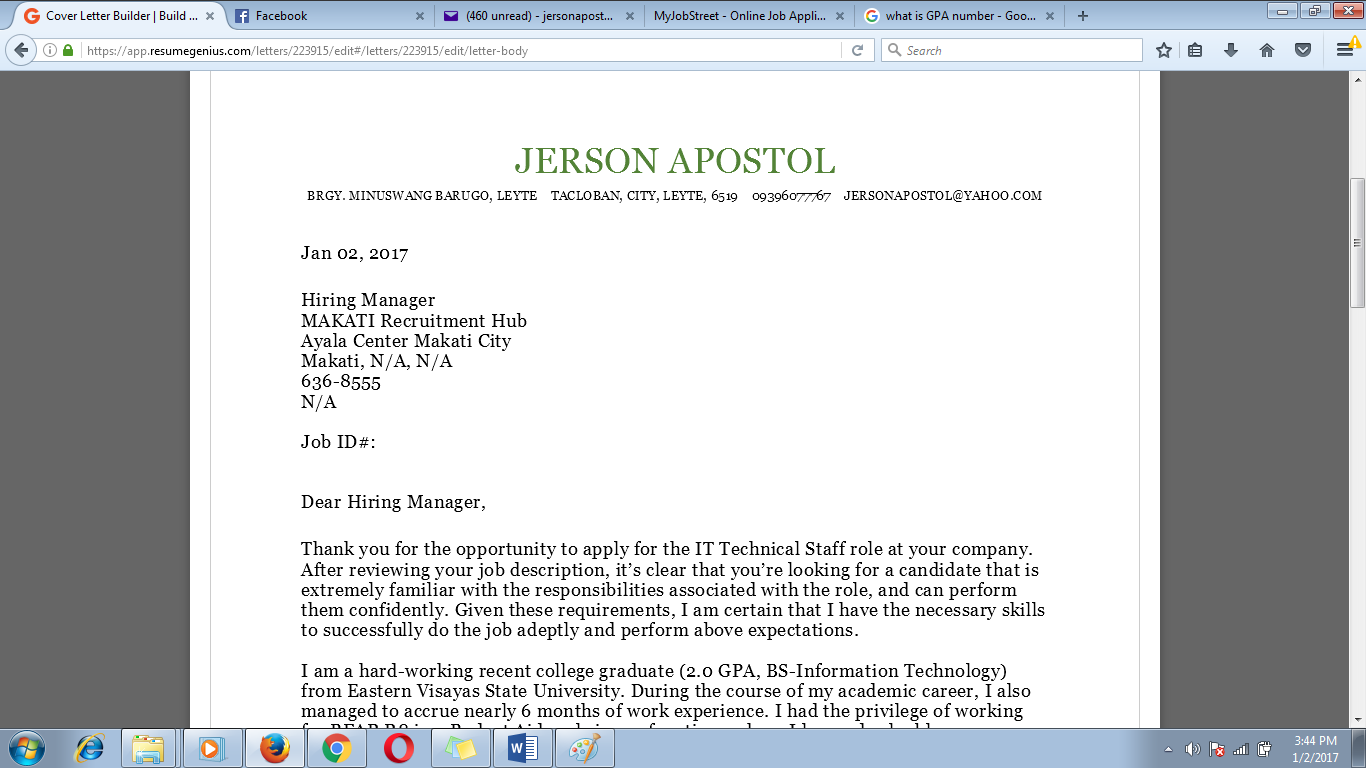 Cover Letter Builder | Build ...
Facebook
(460 unread) - jersonapost...
MyJobStreet - Online Job Appli...
what is GPA number - Goo...
https://app.resumegenius.com/letters/223915/edit#/letters/223915/edit/letter-body
Search
JERSON APOSTOL
BRGY. MINUSWANG BARUGO, LEYTE TACLOBAN, CITY, LEYTE, 6519 09396077767 JERSONAPOSTOL@YAHOO.COM
Jan 02, 2017
Hiring Manager
MAKATI Recruitment Hub
Ayala Center Makati City
Makati, N/A, N/A
636-8555
N/A
Job ID#:
Dear Hiring Manager,
Thank you for the opportunity to apply for the IT Technical Staff role at your company.
After reviewing your job description, it’s clear that you’re looking for a candidate that is
extremely familiar with the responsibilities associated with the role, and can perform
them confidently. Given these requirements, I am certain that I have the necessary skills
to successfully do the job adeptly and perform above expectations.
I am a hard-working recent college graduate (2.0 GPA, BS-Information Technology)
from Eastern Visayas State University. During the course of my academic career, I also
managed to accrue nearly 6 months of work experience. I had the privilege of working
3:44 PM
1/2/2017